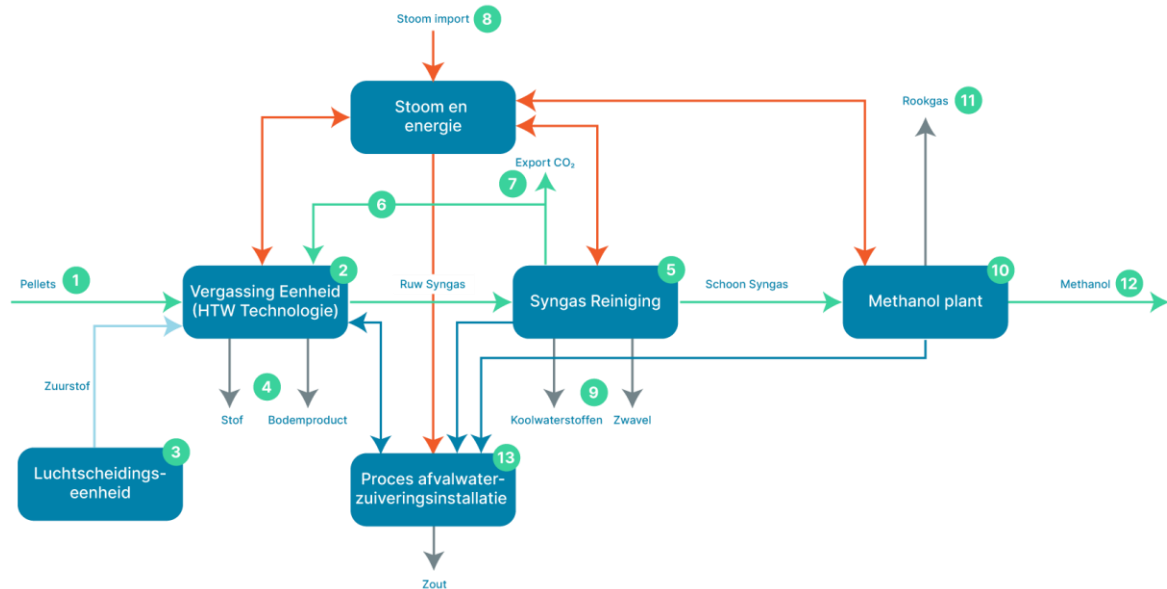 Stoom import 8
Stoom en
energie
Rookgas 11
Export CO₂
7
6
Pellets 1
2
Vergassing Eenheid
(HTW Technologie)
Ruw Syngas
5
Syngas Reiniging
Schoon Syngas
10
Methanol plant
Methanol 12
Zuurstof
4
Stof
Bodemproduct
9
Koolwaterstoffen
Zwavel
3
Luchtscheidings-
eenheid
13
Proces afvalwater-
zuiveringsinstallatie
Zout